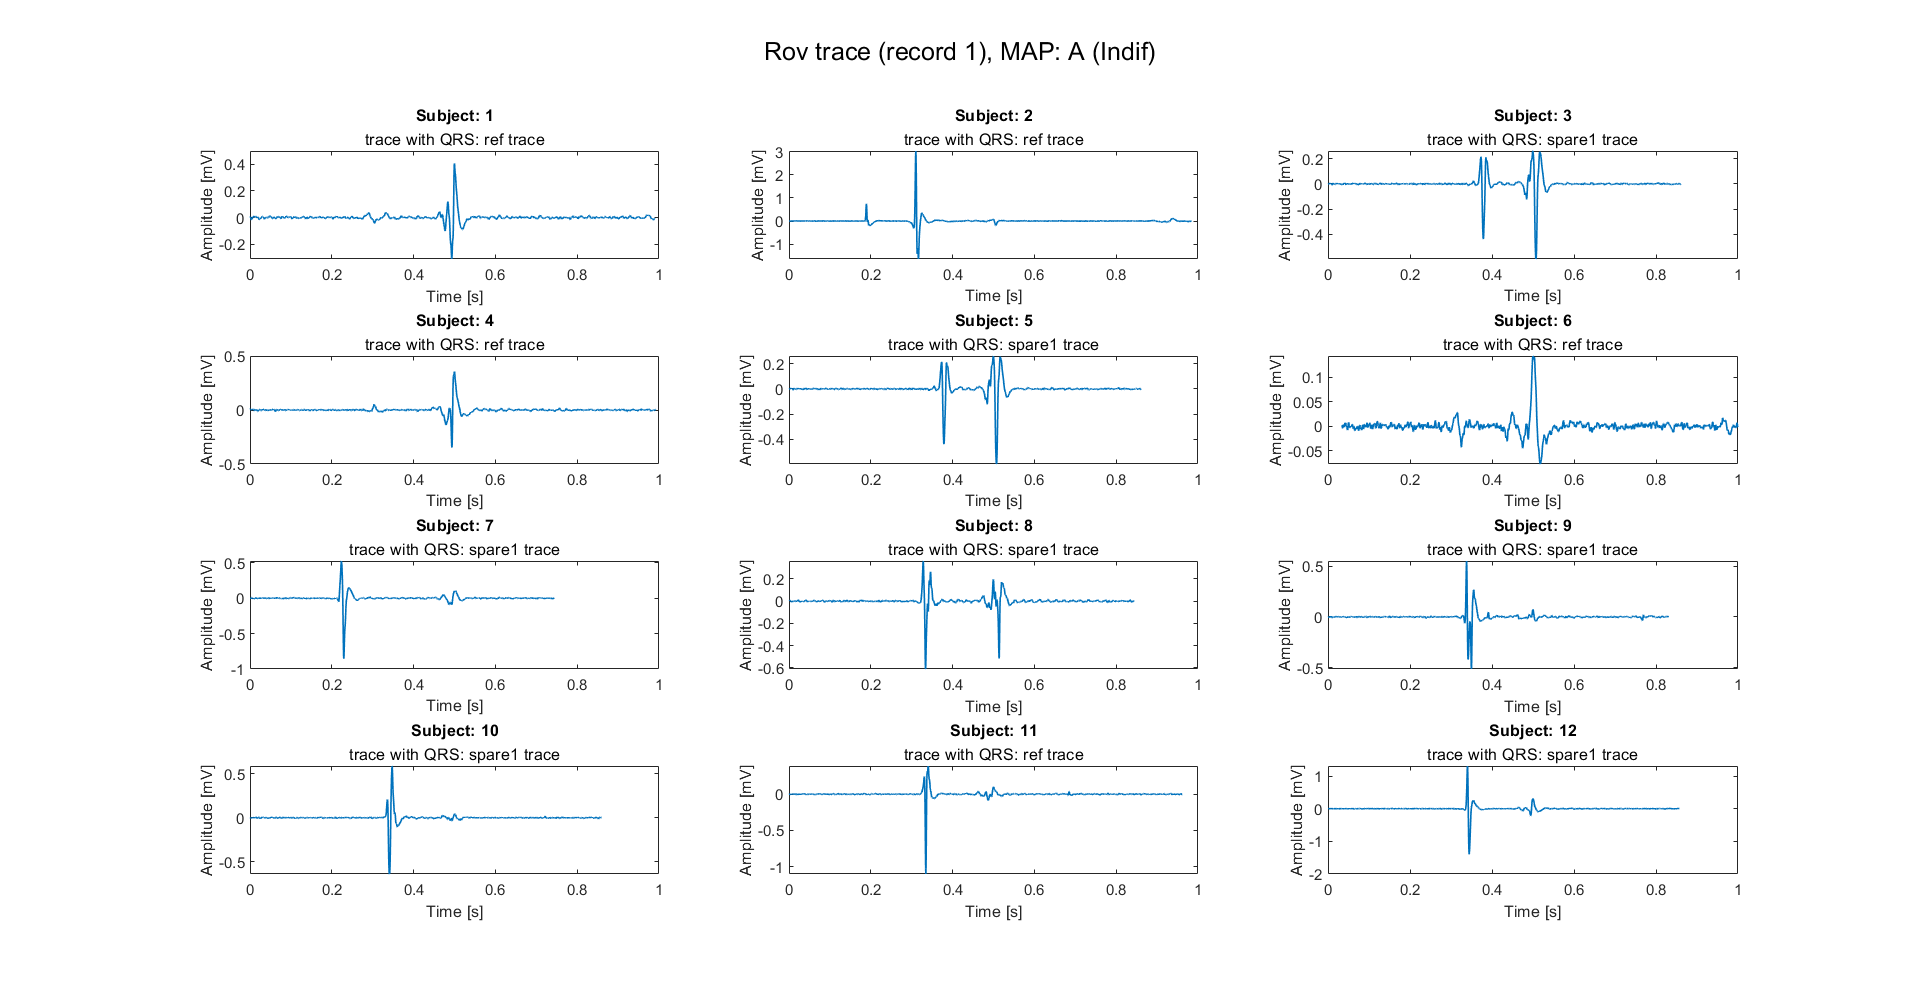 Rov trace (record 1), MAP: A (Indif)
Subject: 1
trace with QRS: ref trace
Amplitude [mV]
0.4
0.2
0
-0.2
0 0.2 0.4 0.6 0.8 1
Time [s]
Subject: 2
trace with QRS: ref trace
Amplitude [mV]
3
2
1
0
-1
0 0.2 0.4 0.6 0.8 1
Time [s]
Subject: 3
trace with QRS: spare1 trace
Amplitude [mV]
0.2
0
-0.2
-0.4
0 0.2 0.4 0.6 0.8 1
Time [s]
Subject: 4
trace with QRS: ref trace
Amplitude [mV]
0.5
0
-0.5
0 0.2 0.4 0.6 0.8 1
Time [s]
Subject: 5
trace with QRS: spare1 trace
Amplitude [mV]
0.2
0
-0.2
-0.4
0 0.2 0.4 0.6 0.8 1
Time [s]
Subject: 6
trace with QRS: ref trace
Amplitude [mV]
0.1
0.05
0
-0.05
0 0.2 0.4 0.6 0.8 1
Time [s]
Subject: 7
trace with QRS: spare1 trace
Amplitude [mV]
0.5
0
-0.5
-1
0 0.2 0.4 0.6 0.8 1
Time [s]
Subject: 8
trace with QRS: spare1 trace
Amplitude [mV]
0.2
0
-0.2
-0.4
-0.6
0 0.2 0.4 0.6 0.8 1
Time [s]
Subject: 9
trace with QRS: spare1 trace
Amplitude [mV]
0.5
0
-0.5
0 0.2 0.4 0.6 0.8 1
Time [s]
Subject: 10
trace with QRS: spare1 trace
Amplitude [mV]
0.5
0
-0.5
0 0.2 0.4 0.6 0.8 1
Time [s]
Subject: 11
trace with QRS: ref trace
Amplitude [mV]
0
-0.5
-1
0 0.2 0.4 0.6 0.8 1
Time [s]
Subject: 12
trace with QRS: spare1 trace
Amplitude [mV]
1
0
-1
-2
0 0.2 0.4 0.6 0.8 1
Time [s]